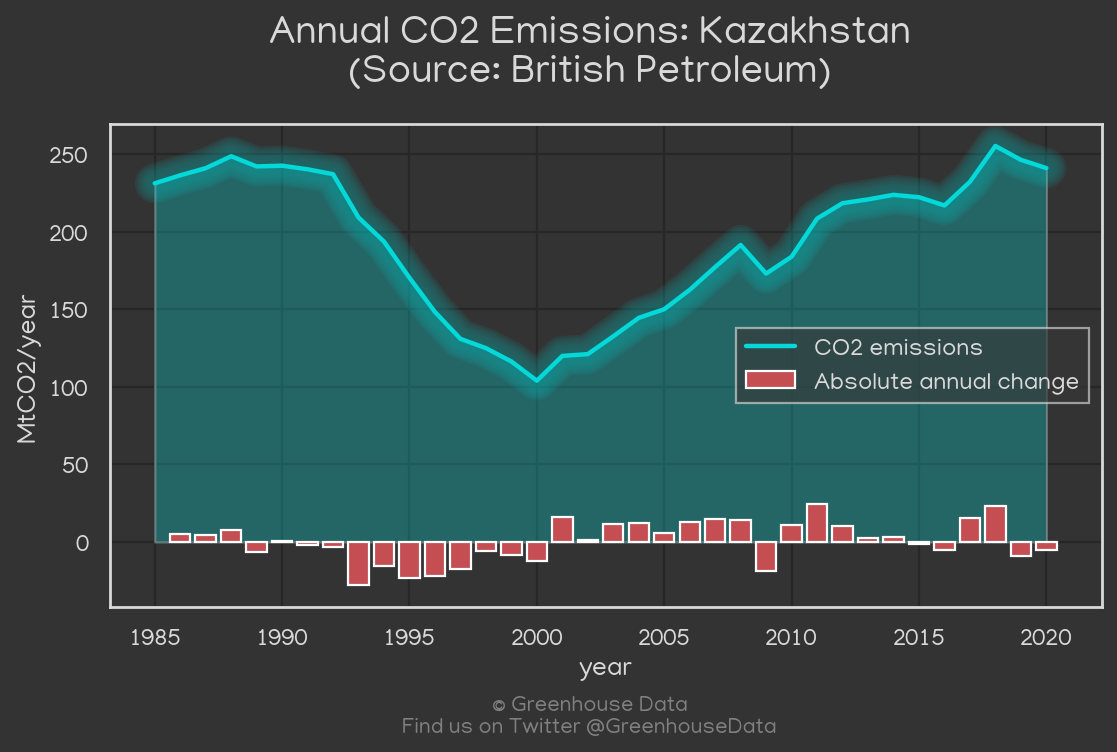 Annual CO2 Emissions: Kazakhstan
(Source: British Petroleum)
MtCO2/year
250
200
150
100
50
0
CO2 emissions
Absolute annual change
1985 1990 1995 2000 2005 2010 2015 2020
year
© Greenhouse Data
Find us on Twitter @GreenhouseData